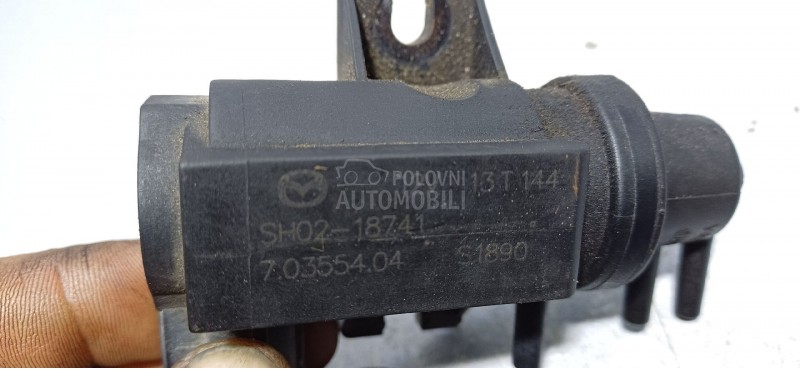 13 T 144
POLOVNI
AUTOMOBILI
SH02-18741
7.03554.04 S1890